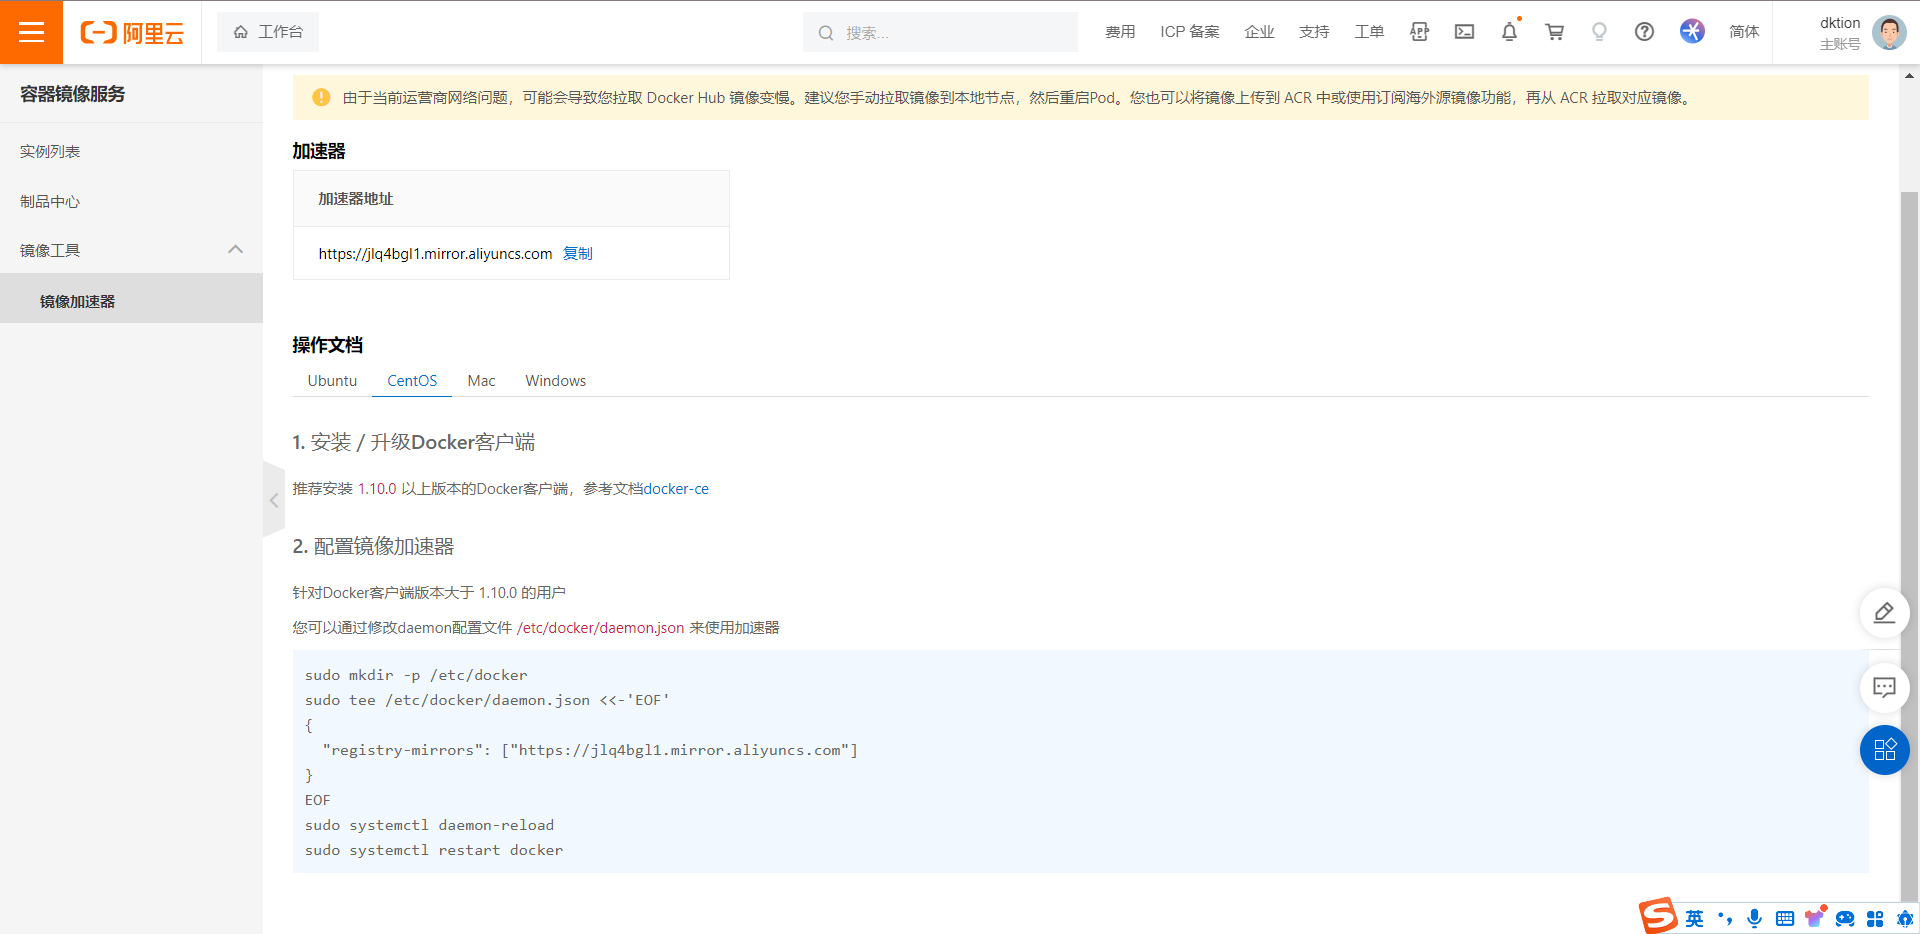 阿里云
工作台
搜索...
费用
ICP 备案
企业
支持
工单
简体
dktion
主账号
容器镜像服务
实例列表
制品中心
镜像工具
镜像加速器
由于当前运营商网络问题，可能会导致您拉取 Docker Hub 镜像变慢。建议您手动拉取镜像到本地节点，然后重启Pod。您也可以将镜像上传到 ACR 中或使用订阅海外源镜像功能，再从 ACR 拉取对应镜像。
加速器
加速器地址
https://jlq4bgl1.mirror.aliyuncs.com 复制
操作文档
Ubuntu CentOS Mac Windows
1. 安装 / 升级Docker客户端
推荐安装 1.10.0 以上版本的Docker客户端，参考文档docker-ce
2. 配置镜像加速器
针对Docker客户端版本大于 1.10.0 的用户
您可以通过修改daemon配置文件 /etc/docker/daemon.json 来使用加速器
sudo mkdir -p /etc/docker
sudo tee /etc/docker/daemon.json <<-'EOF'
{
  "registry-mirrors": ["https://jlq4bgl1.mirror.aliyuncs.com"]
}
EOF
sudo systemctl daemon-reload
sudo systemctl restart docker
英